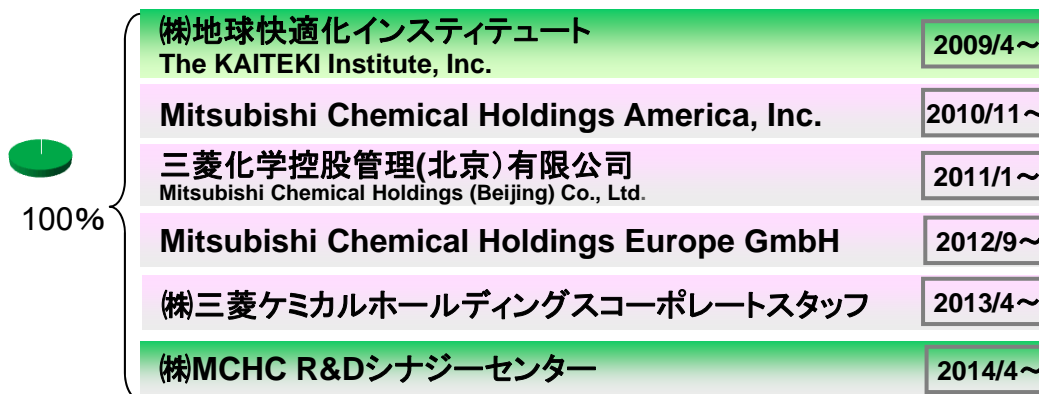 ㈱地球快適化インスティテュート
The KAITEKI Institute, Inc.
2009/4～
Mitsubishi Chemical Holdings America, Inc.
2010/11～
三菱化学控股管理(北京）有限公司
Mitsubishi Chemical Holdings (Beijing) Co., Ltd.
2011/1～
100%
Mitsubishi Chemical Holdings Europe GmbH
2012/9～
㈱三菱ケミカルホールディングスコーポレートスタッフ
2013/4～
㈱MCHC R&Dシナジーセンター
2014/4～